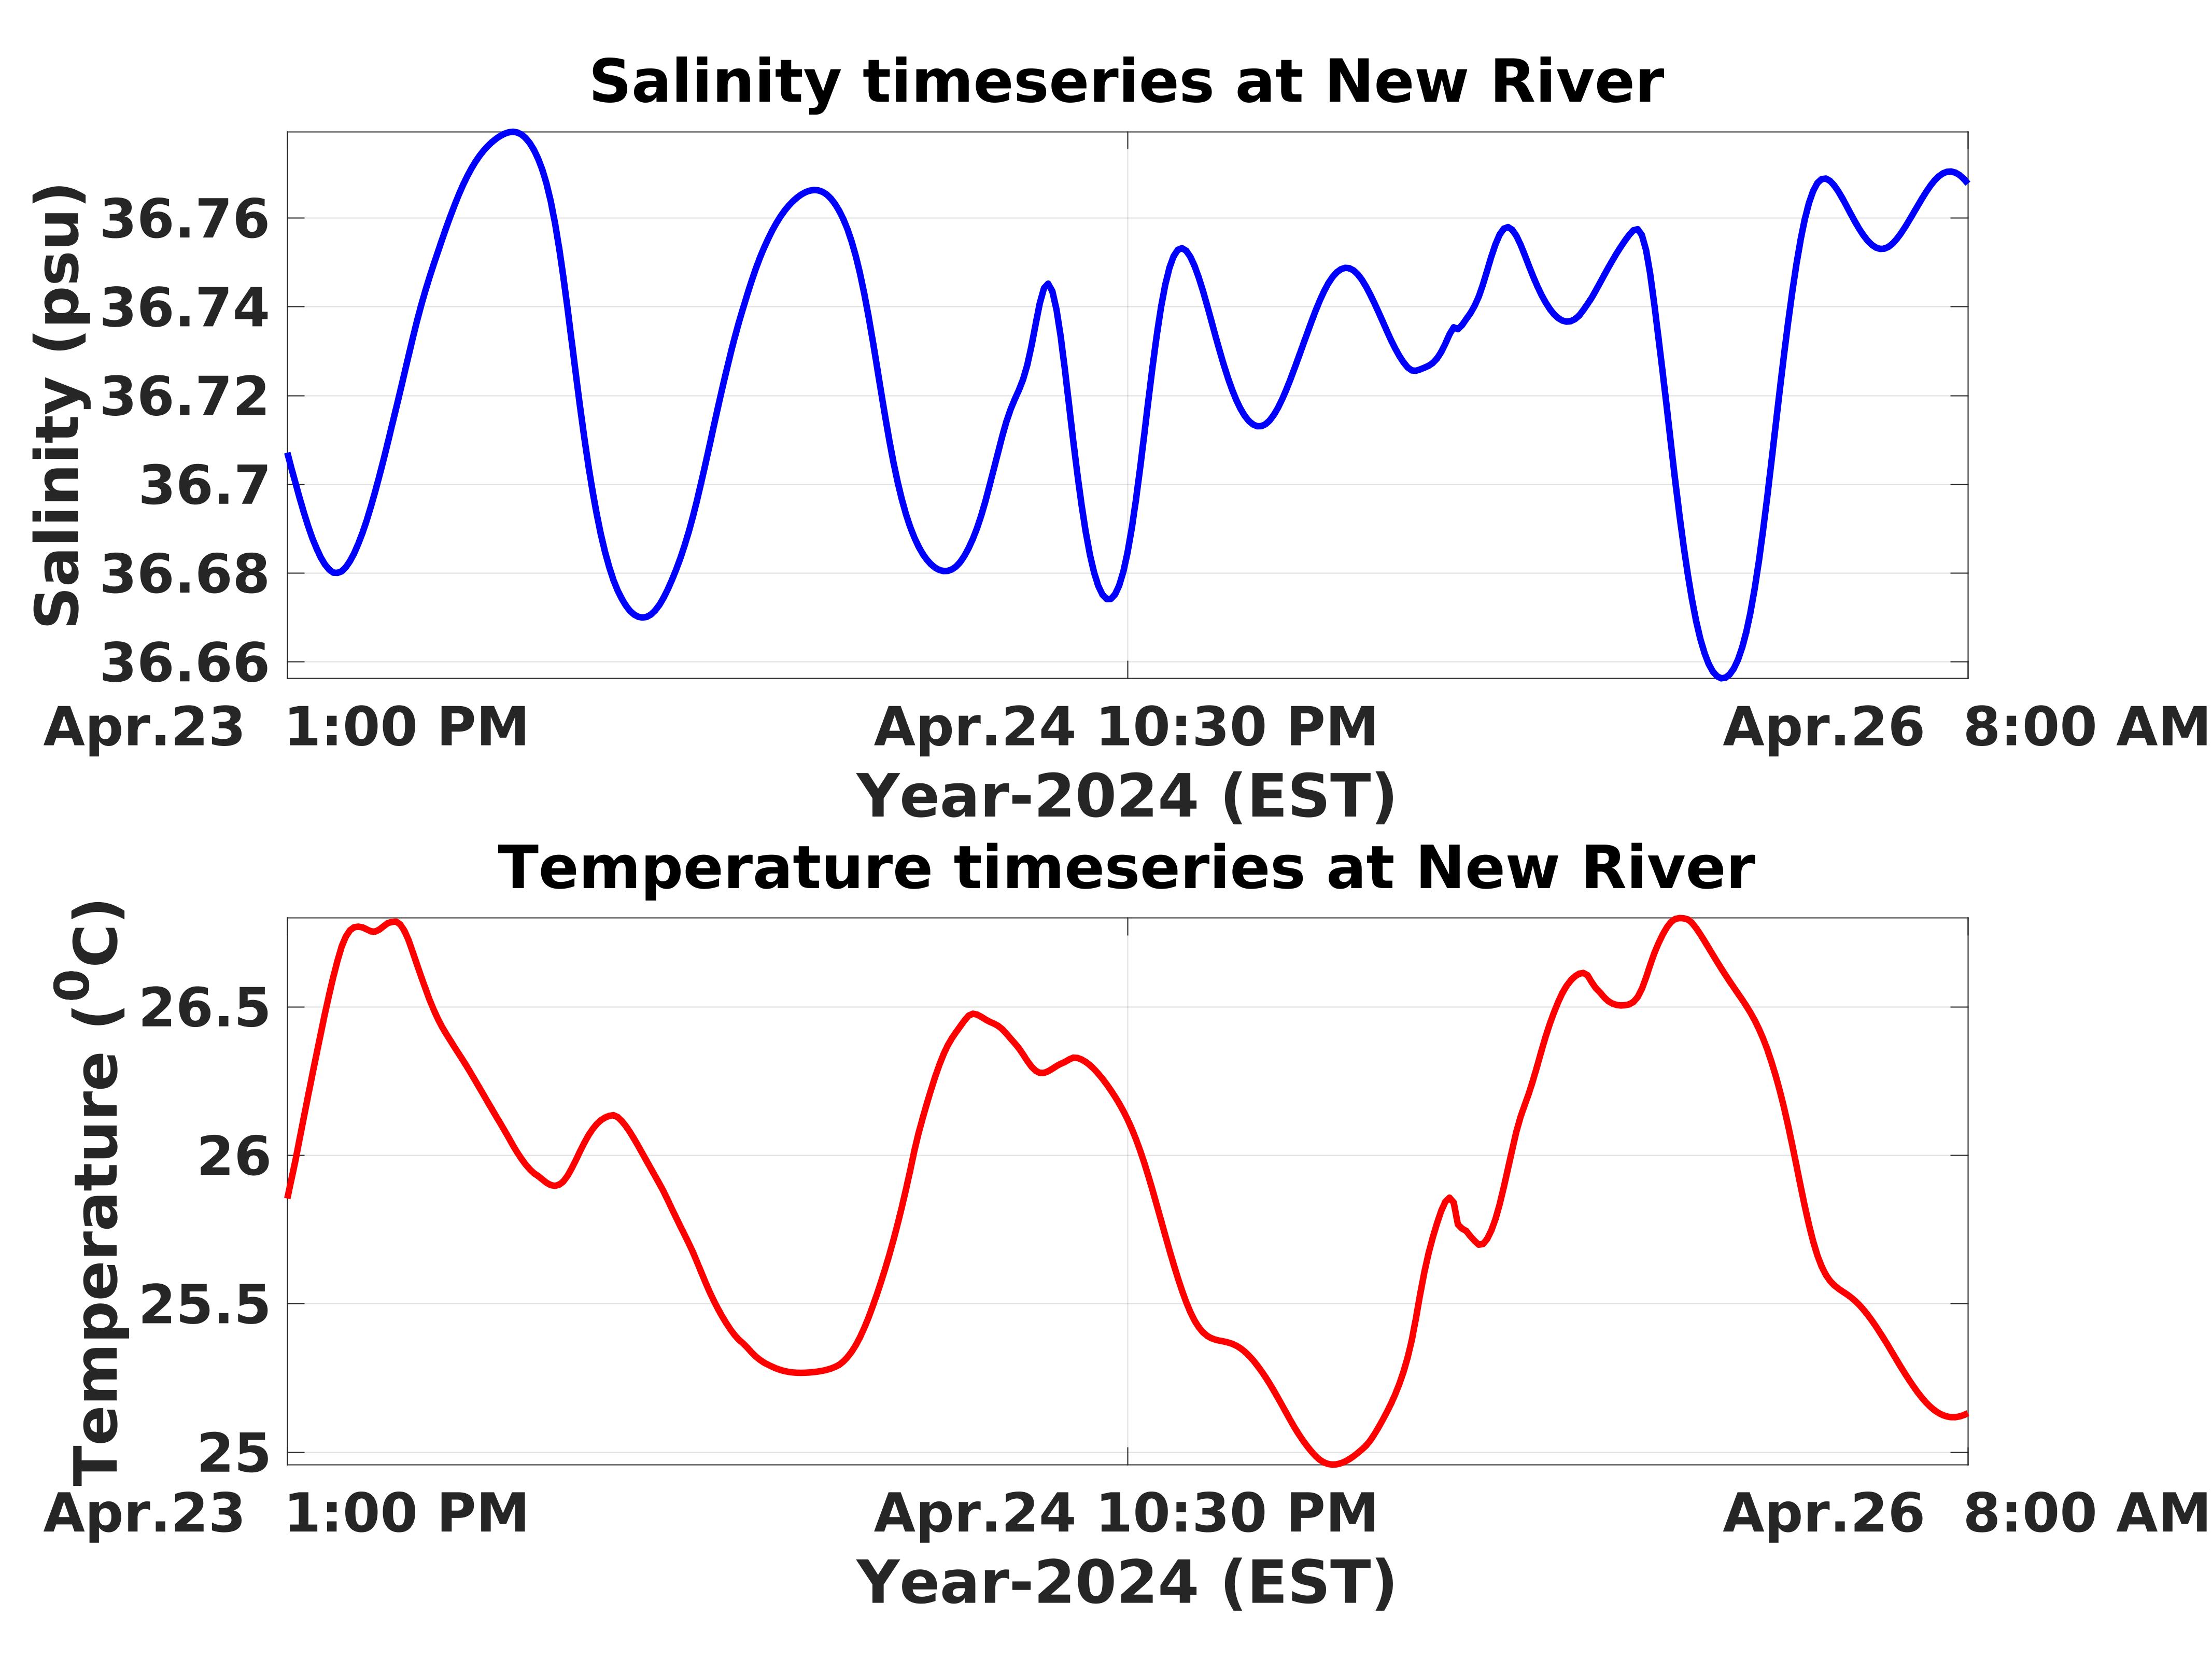 Salinity timeseries at New River
Salinity (psu)
36.76
36.74
36.72
36.7
36.68
36.66
Apr.23  1:00 PM
Apr.24 10:30 PM
Apr.26  8:00 AM
Year-2024 (EST)
Temperature timeseries at New River
Temperature (⁰C)
26.5
26
25.5
25
Apr.23  1:00 PM
Apr.24 10:30 PM
Apr.26  8:00 AM
Year-2024 (EST)